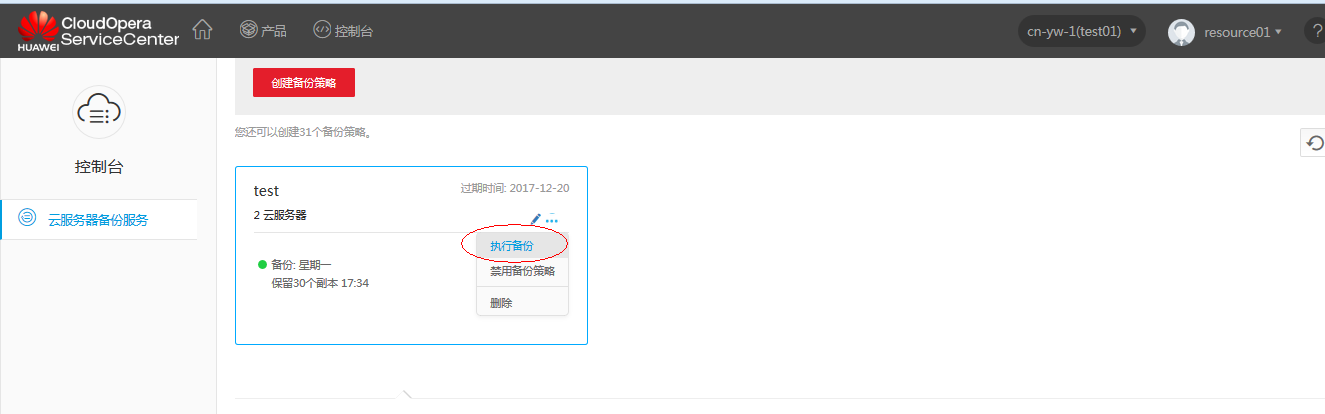 HUAWEI
CloudOpera
ServiceCenter
产品
控制台
cn-yw-1(test01)
resource01
?
控制台
云服务器备份服务
创建备份策略
您还可以创建31个备份策略。
test
过期时间: 2017-12-20
2 云服务器
执行备份
禁用备份策略
删除
备份: 星期一
保留30个副本 17:34